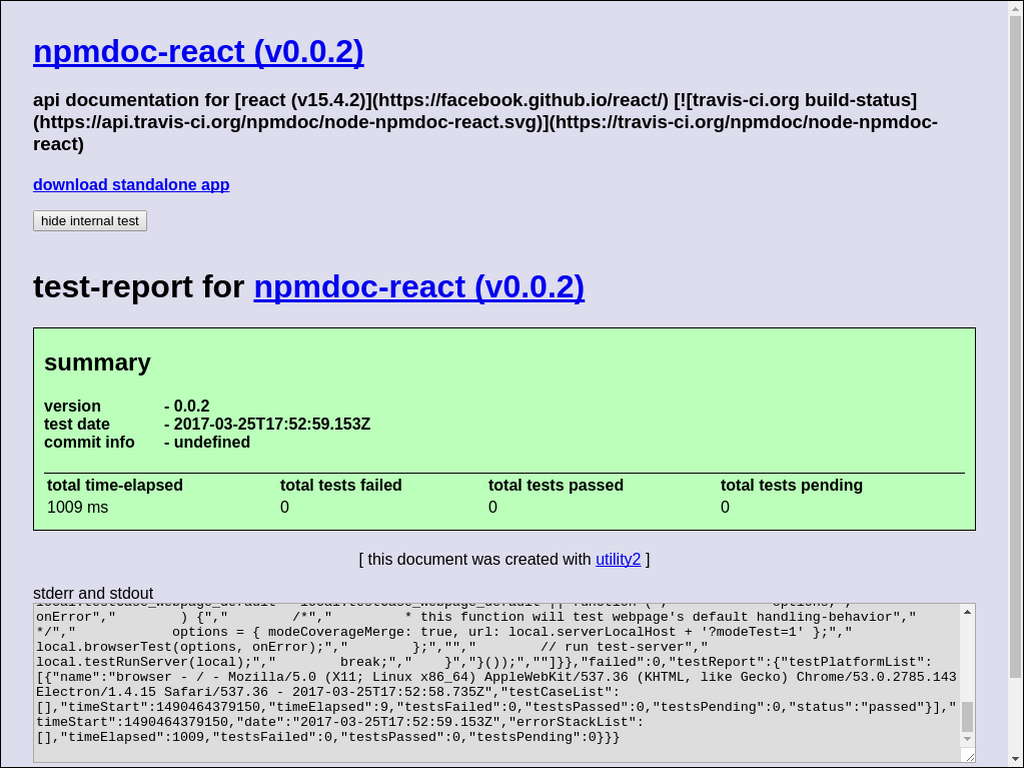 npmdoc-react (v0.0.2)
api documentation for [react (v15.4.2)](https://facebook.github.io/react/) [![travis-ci.org build-status]
(https://api.travis-ci.org/npmdoc/node-npmdoc-react.svg)](https://travis-ci.org/npmdoc/node-npmdoc-
react)
download standalone app
hide internal test
test-report for npmdoc-react (v0.0.2)
summary
version - 0.0.2
test date - 2017-03-25T17:52:59.153Z
commit info - undefined
total time-elapsed total tests failed total tests passed total tests pending
1009 ms 0 0 0
[ this document was created with utility2 ]
stderr and stdout
onError","        ) {","        /*","         * this function will test webpage's default handling-behavior","
*/","            options = { modeCoverageMerge: true, url: local.serverLocalHost + '?modeTest=1' };","
local.browserTest(options, onError);","        };","","        // run test-server","
local.testRunServer(local);","        break;","    }","}());",""]}},"failed":0,"testReport":{"testPlatformList":
[{"name":"browser - / - Mozilla/5.0 (X11; Linux x86_64) AppleWebKit/537.36 (KHTML, like Gecko) Chrome/53.0.2785.143
Electron/1.4.15 Safari/537.36 - 2017-03-25T17:52:58.735Z","testCaseList":
[],"timeStart":1490464379150,"timeElapsed":9,"testsFailed":0,"testsPassed":0,"testsPending":0,"status":"passed"}],"
timeStart":1490464379150,"date":"2017-03-25T17:52:59.153Z","errorStackList":
[],"timeElapsed":1009,"testsFailed":0,"testsPassed":0,"testsPending":0}}}